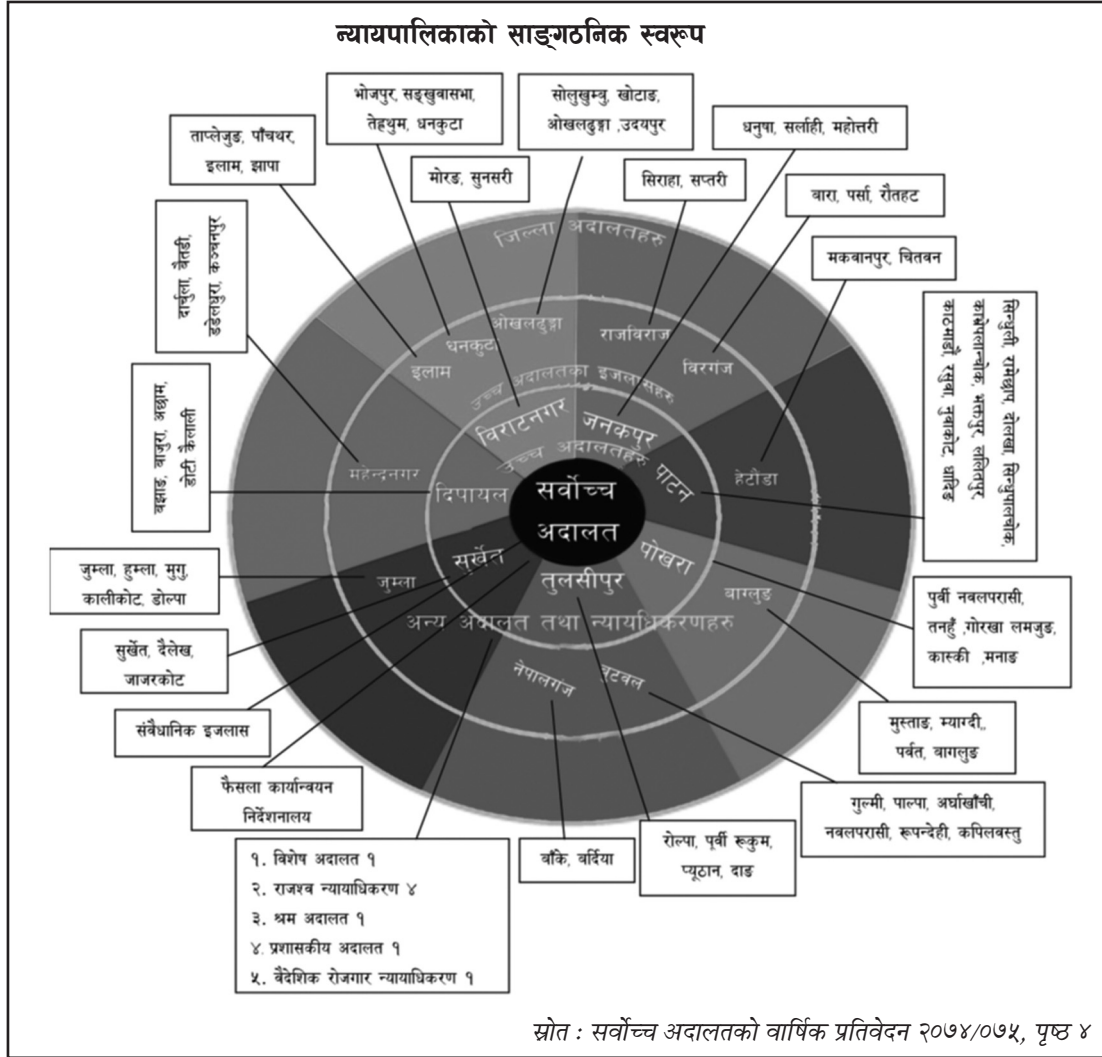 न्यायपालिकाको साङ्गठनिक स्वरूप
भोजपुर, सङ्खुवासभा,
तेह्रथुम, धनकुटा
सोलुखुम्बु, खोटाङ,
ओखलढुङ्गा ,उदयपुर
ताप्लेजुङ, पाँचथर,
इलाम, झापा
मोरङ, सुनसरी
सिराहा, सप्तरी
धनुषा, सर्लाही, महोत्तरी
बारा, पर्सा, रौतहट
मकवानपुर, चितवन
दार्चुला, बैतडी,
डडेलधुरा, कञ्चनपुर
सिन्धुली, रामेछाप, दोलखा, सिन्धुपाल्चोक,
काभ्रेपलान्चोक, भक्तपुर, ललितपुर,
काठमाडौं, रसुवा, नुवाकोट, धादिङ
बझाङ, बाजुरा, अछाम,
डोटी कैलाली
जिल्ला अदालतहरु
ओखलढुङ्गा
धनकुटा
इलाम
राजविराज
विरगंज
उच्च अदालतका इजलासहरु
विराटनगर
जनकपुर
उच्च अदालतहरु
पाटन
महेन्द्रनगर
दिपायल
हेटौंडा
सर्वोच्च
अदालत
सुर्खेत
जुम्ला
पोखरा
तुलसीपुर
बाग्लुङ
अन्य अदालत तथा न्यायधिकरणहरु
नेपालगंज
बुटवल
जुम्ला, हुम्ला, मुगु,
कालीकोट, डोल्पा
सुर्खेत, दैलेख,
जाजरकोट
संवैधानिक इजलास
फैसला कार्यान्वयन
निर्देशनालय
पुर्वी नवलपरासी,
तनहुँ ,गोरखा लमजुङ,
कास्की ,मनाङ
मुस्ताङ, म्याग्दी,,
पर्वत, बागलुङ
गुल्मी, पाल्पा, अर्घाखाँची,
नवलपरासी, रूपन्देही, कपिलवस्तु
रोल्पा, पूर्वी रूकुम,
प्यूठान, दाङ
बाँके, बर्दिया
१. विशेष अदालत १
२. राजश्व न्यायाधिकरण ४
३. श्रम अदालत १
४. प्रशासकीय अदालत १
५. बैदेशिक रोजगार न्यायाधिकरण १
स्रोत : सर्वोच्च अदालतको वार्षिक प्रतिवेदन २०७४/०७५, पृष्ठ ४